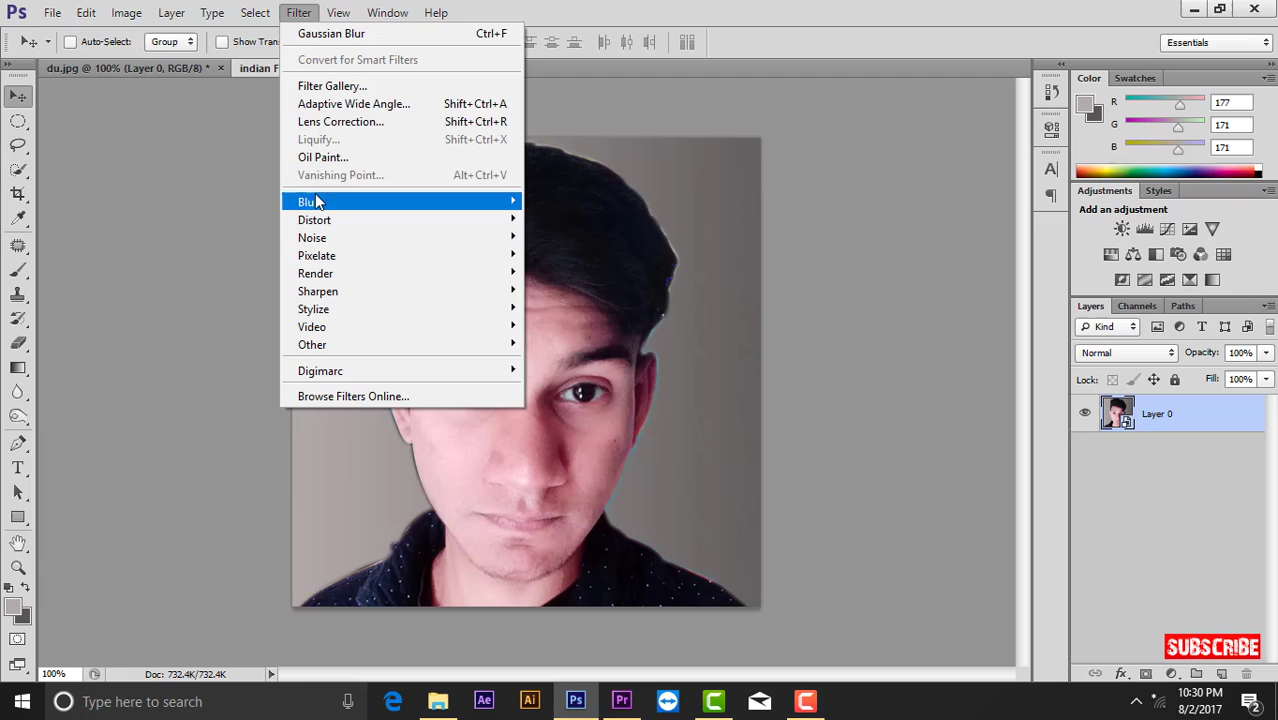 Ps File Edit Image Layer Type Select Filter View Window Help
Auto-Select: Group Show Tran Essentials
du.jpg @ 100% (Layer 0, RGB/8) * × indian F
Gaussian Blur Ctrl+F
Convert for Smart Filters
Filter Gallery...
Adaptive Wide Angle... Shift+Ctrl+A
Lens Correction... Shift+Ctrl+R
Liquify... Shift+Ctrl+X
Oil Paint...
Vanishing Point... Alt+Ctrl+V
Distort
Noise
Pixelate
Render
Sharpen
Stylize
Video
Other
Digimarc
Browse Filters Online...
Color Swatches
R 177
G 171
B 171
Adjustments Styles
Add an adjustment
Layers Channels Paths
Kind
Normal Opacity: 100%
Lock: Fill: 100%
Layer 0
SUBSCRIBE
100% Doc: 732.4K/732.4K
Type here to search
Ae Ai Ps Pr
10:30 PM
8/2/2017
2